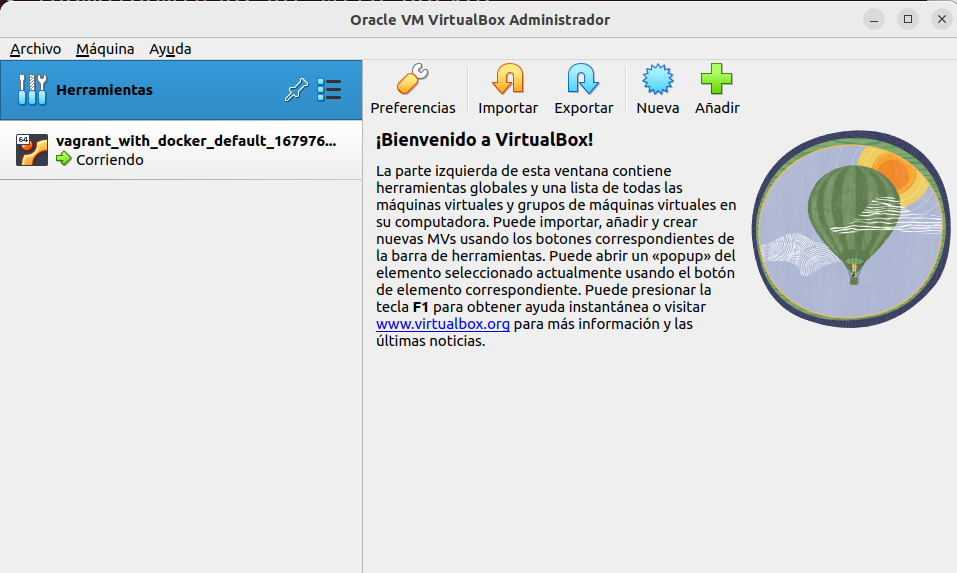 Oracle VM VirtualBox Administrador
Archivo Máquina Ayuda
Herramientas
64
vagrant_with_docker_default_167976...
Corriendo
Preferencias Importar Exportar Nueva Añadir
¡Bienvenido a VirtualBox!
La parte izquierda de esta ventana contiene
herramientas globales y una lista de todas las
máquinas virtuales y grupos de máquinas virtuales en
su computadora. Puede importar, añadir y crear
nuevas MVs usando los botones correspondientes de
la barra de herramientas. Puede abrir un «popup» del
elemento seleccionado actualmente usando el botón
de elemento correspondiente. Puede presionar la
tecla F1 para obtener ayuda instantánea o visitar
www.virtualbox.org para más información y las
últimas noticias.